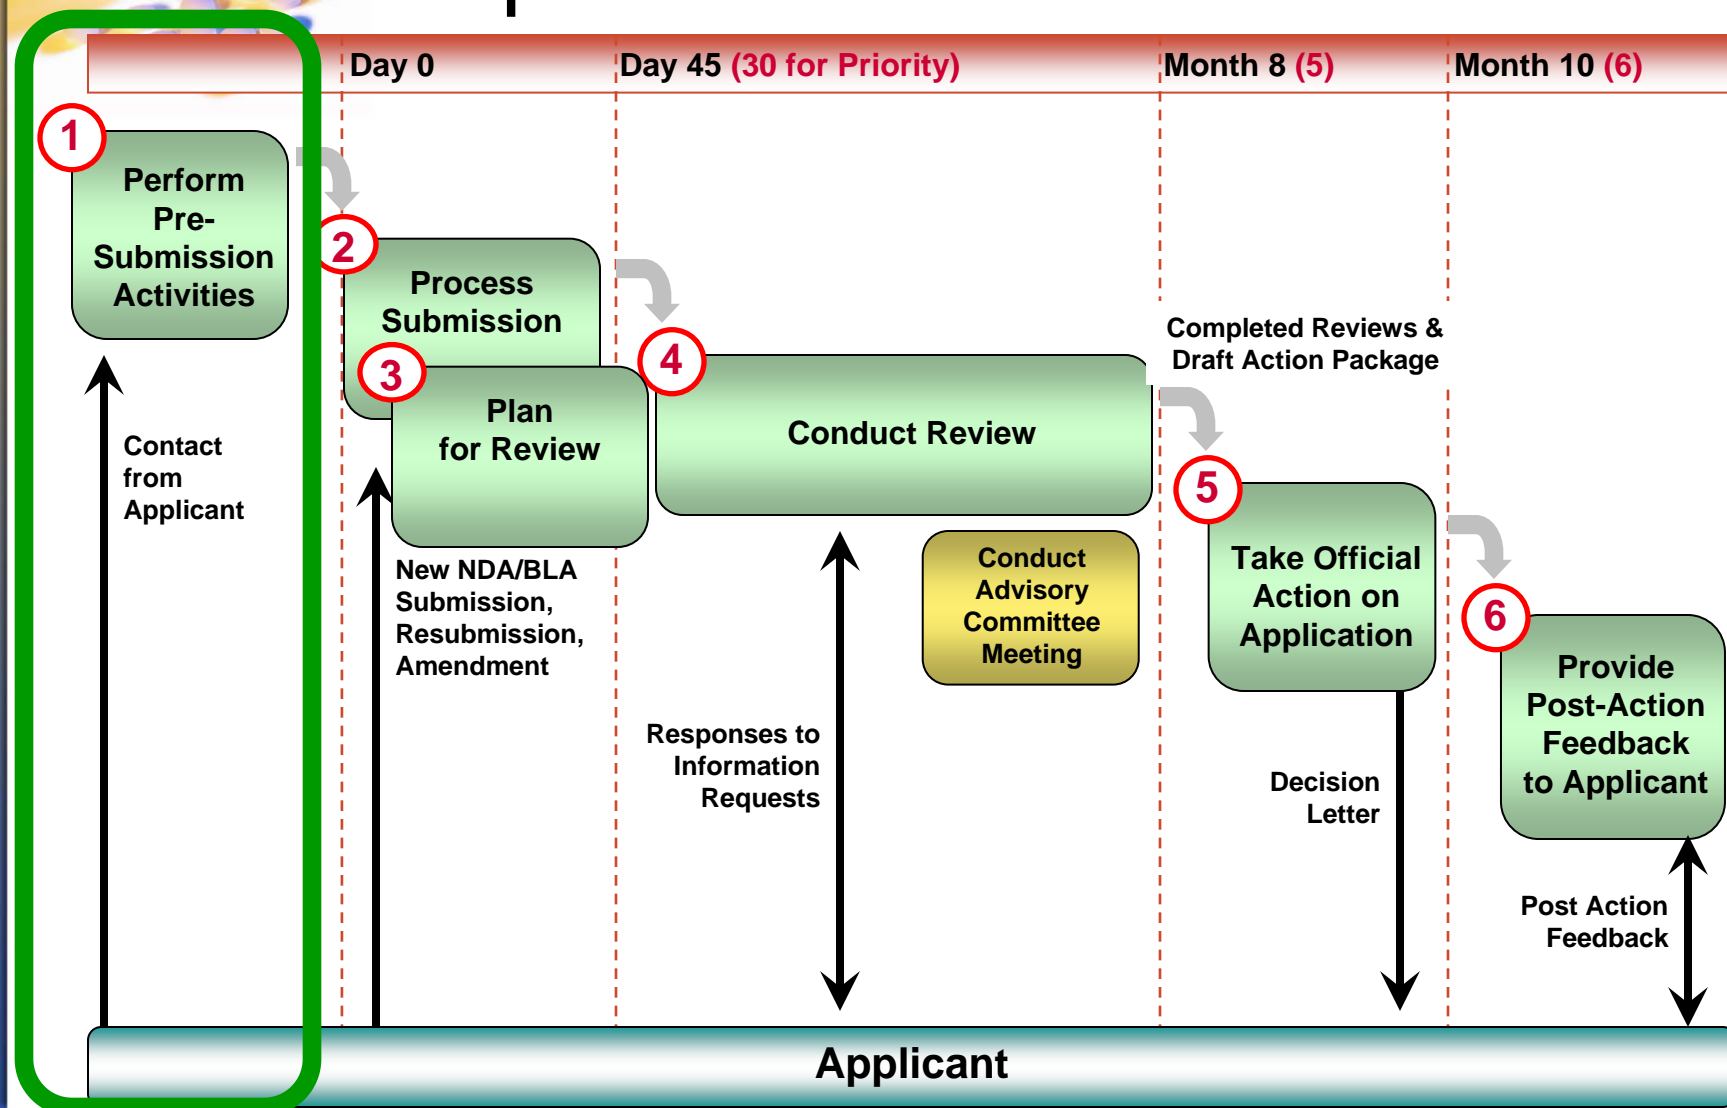 Day 0
Day 45 (30 for Priority)
Month 8 (5)
Month 10 (6)
1
Perform
Pre-
Submission
Activities
2
Process
Submission
3
Plan
for Review
4
Conduct Review
Completed Reviews &
Draft Action Package
5
Take Official
Action on
Application
6
Provide
Post-Action
Feedback
to Applicant
Conduct
Advisory
Committee
Meeting
Contact
from
Applicant
New NDA/BLA
Submission,
Resubmission,
Amendment
Responses to
Information
Requests
Decision
Letter
Post Action
Feedback
Applicant